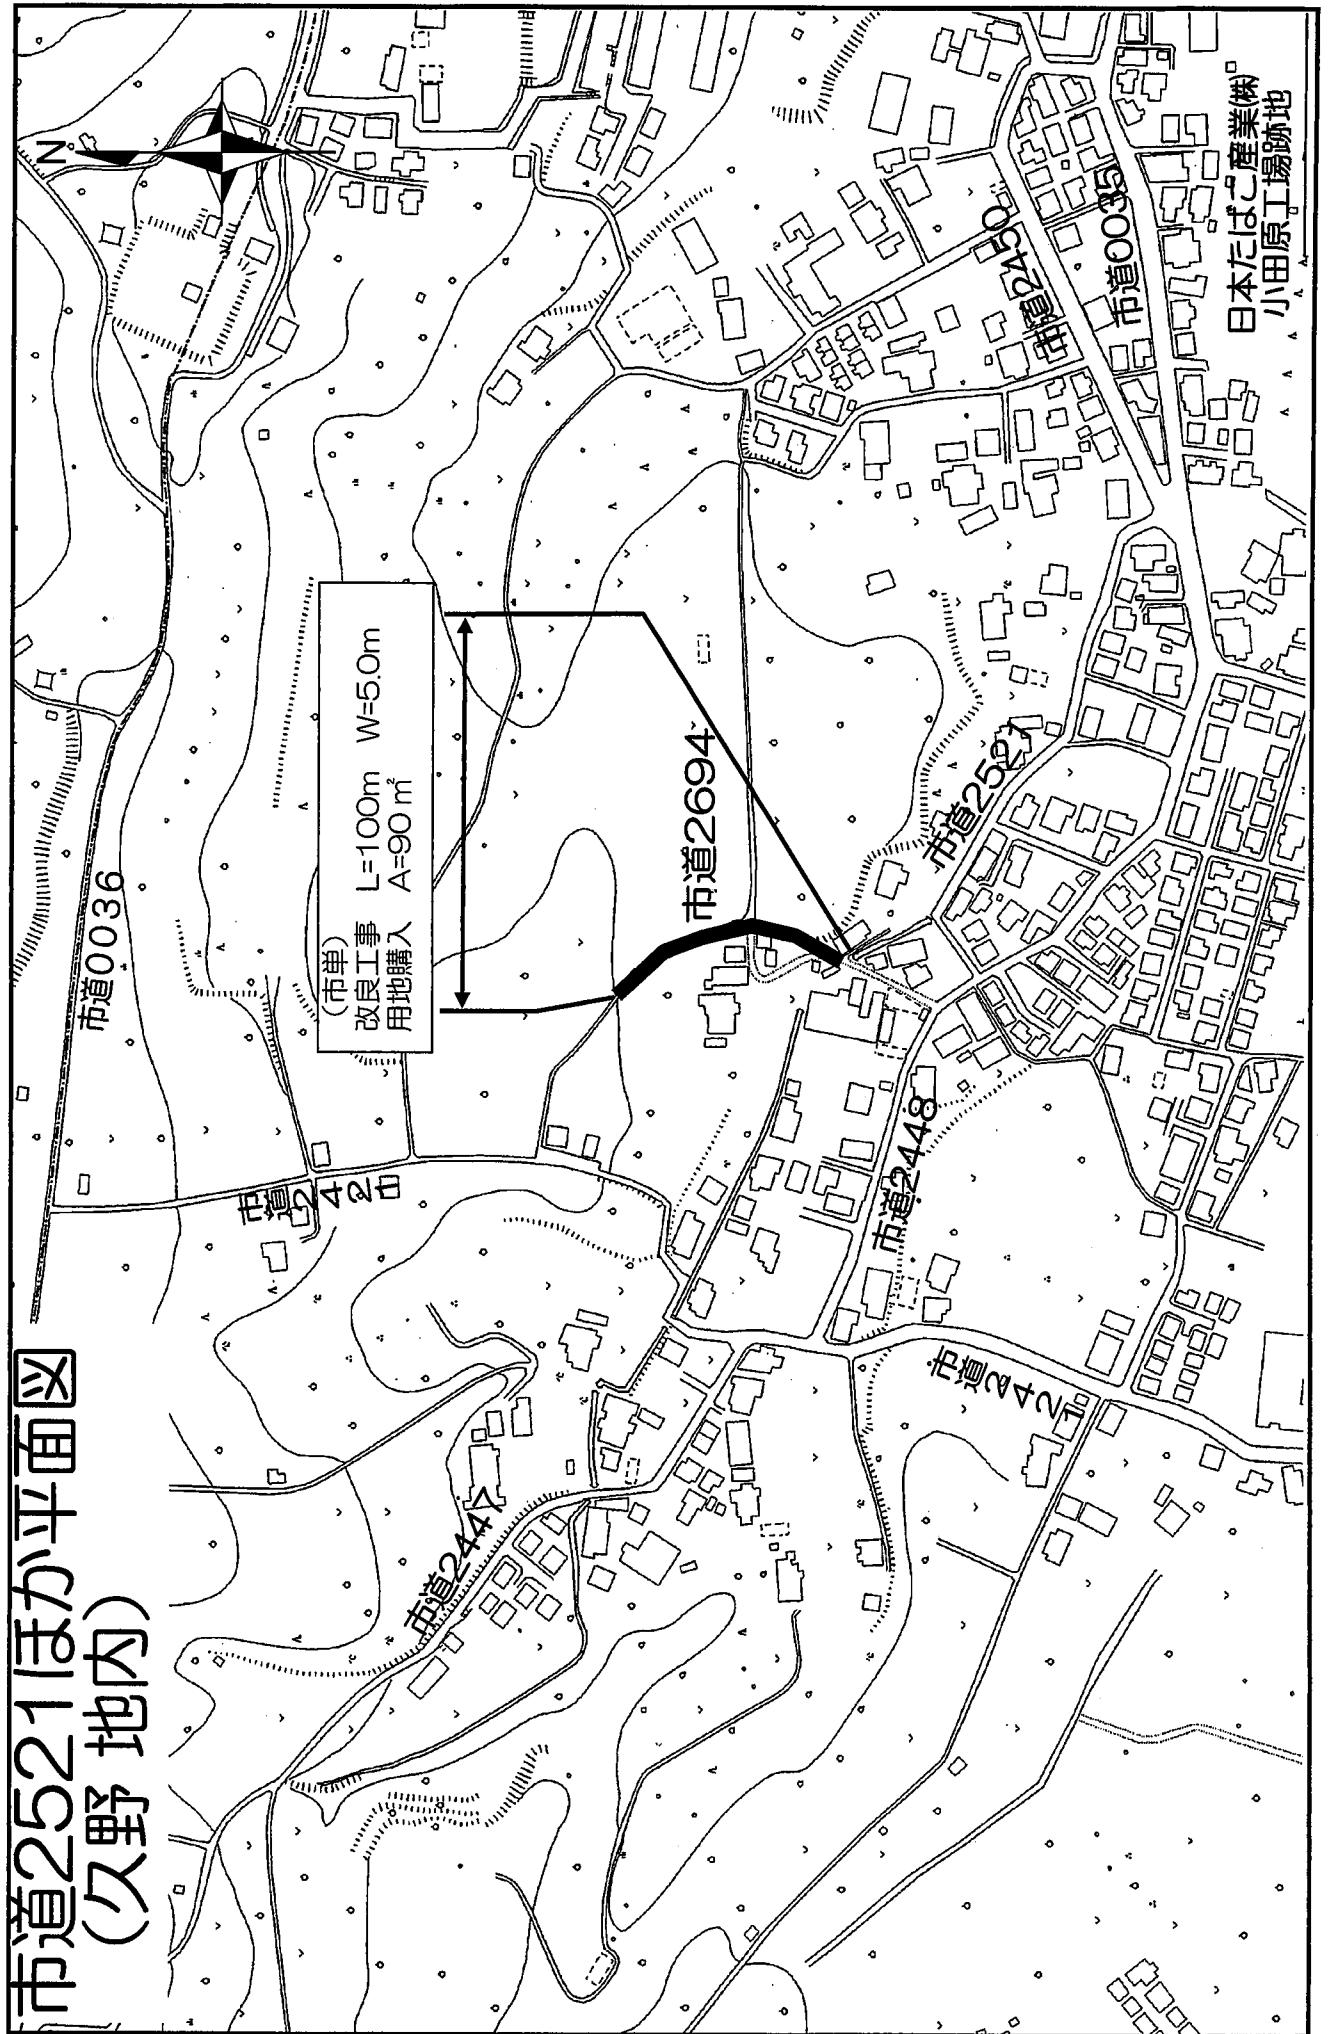 市道2521ほか平面図
(久野 地内)
N
市道0036
(市単)
改良工事 L=100m W=5.0m
用地購入 A=90㎡
市道242
市道2694
市道2447
市道2448
市道2421
市道2521
市道2450
市道0035
日本たばこ産業㈱
小田原工場跡地